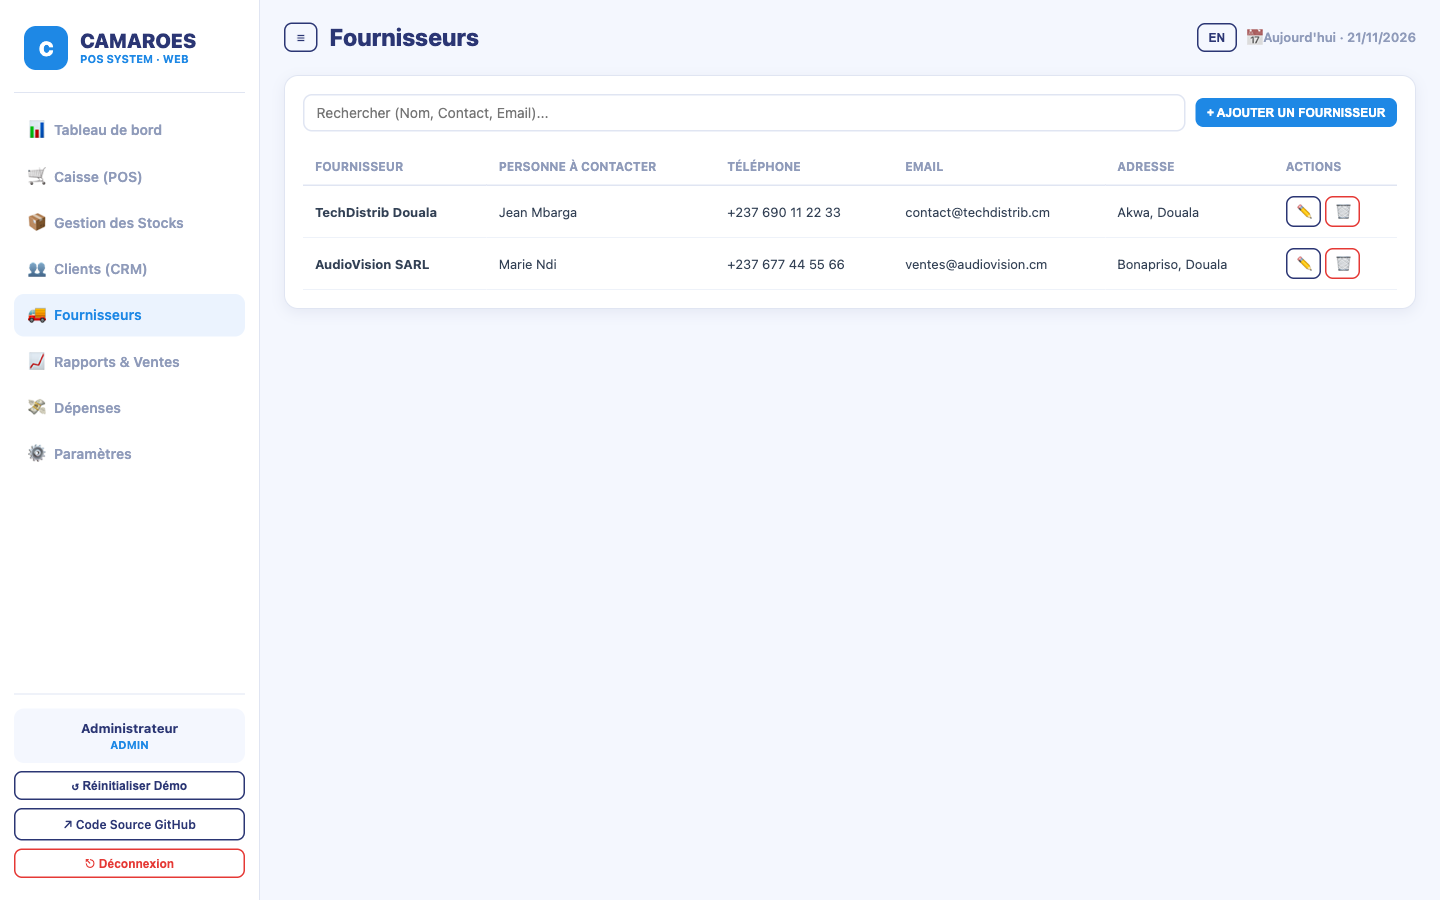 C
CAMAROES
POS SYSTEM · WEB
Tableau de bord
Caisse (POS)
Gestion des Stocks
Clients (CRM)
Fournisseurs
Rapports & Ventes
Dépenses
Paramètres
Administrateur
ADMIN
↺ Réinitialiser Démo
↗ Code Source GitHub
⎋ Déconnexion
≡ Fournisseurs
EN 📅Aujourd'hui · 21/11/2026
Rechercher (Nom, Contact, Email)...
+ AJOUTER UN FOURNISSEUR
FOURNISSEUR PERSONNE À CONTACTER TÉLÉPHONE EMAIL ADRESSE ACTIONS
TechDistrib Douala Jean Mbarga +237 690 11 22 33 contact@techdistrib.cm Akwa, Douala
AudioVision SARL Marie Ndi +237 677 44 55 66 ventes@audiovision.cm Bonapriso, Douala